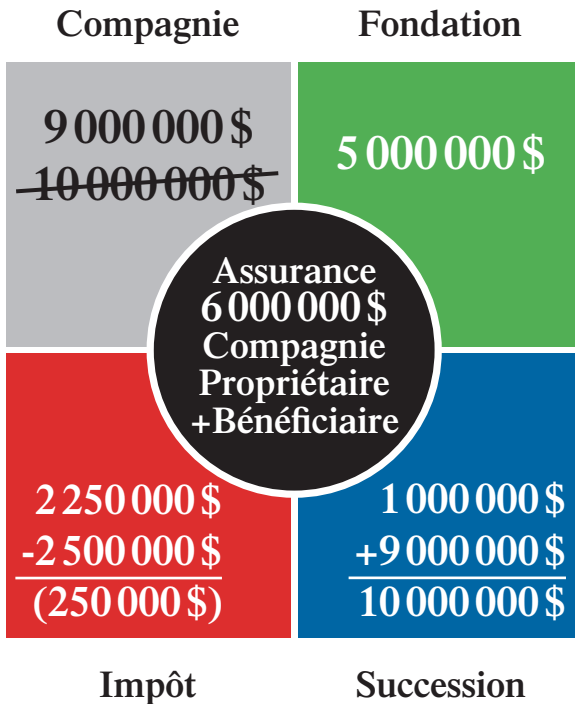 Compagnie
Fondation
9 000 000 $
10 000 000 $
5 000 000 $
Assurance
6 000 000 $
Compagnie
Propriétaire
+Bénéficiaire
2 250 000 $
-2 500 000 $
(250 000 $)
1 000 000 $
+9 000 000 $
10 000 000 $
Impôt
Succession